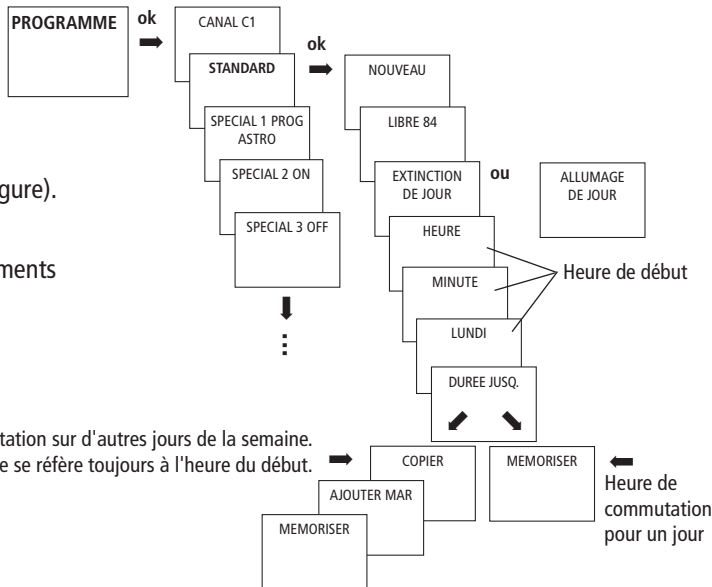 PROGRAMME
ok
CANAL C1
STANDARD
SPECIAL 1 PROG
ASTRO
SPECIAL 2 ON
SPECIAL 3 OFF
ok
NOUVEAU
LIBRE 84
EXTINCTION
DE JOUR
ou
ALLUMAGE
DE JOUR
HEURE
MINUTE
LUNDI
Heure de début
DUREE JUSQ.
gure).
ments
tation sur d'autres jours de la semaine.
e se réfère toujours à l'heure du début.
COPIER
AJOUTER MAR
MEMORISER
MEMORISER
Heure de
commutation
pour un jour